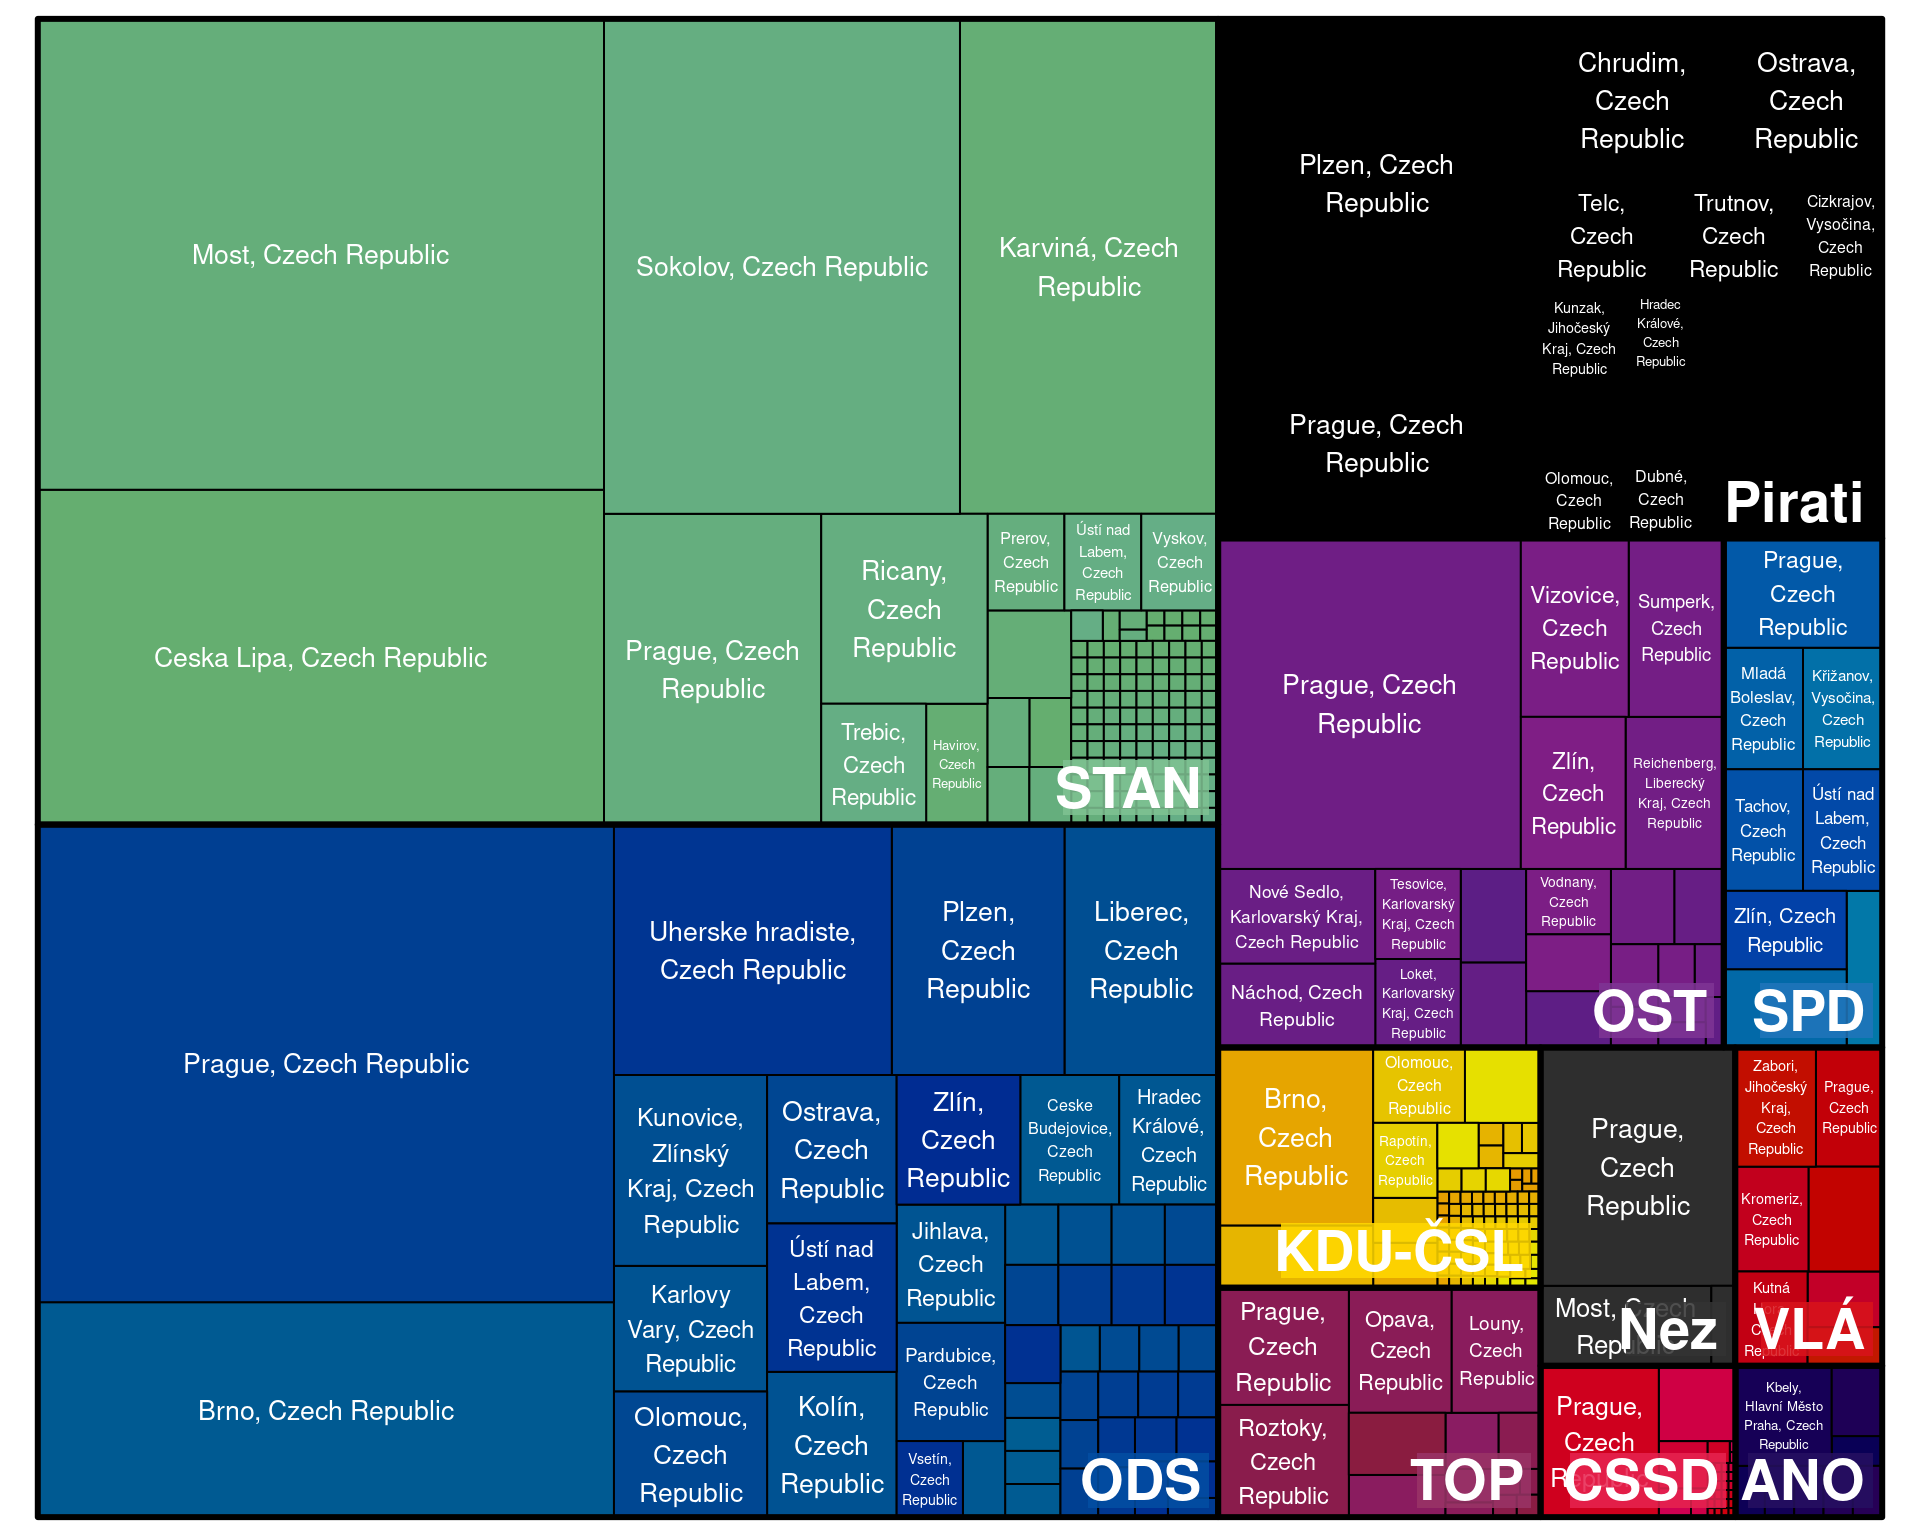 Most, Czech Republic
Ceska Lipa, Czech Republic
Sokolov, Czech Republic
Karviná, Czech
Republic
Prague, Czech
Republic
Ricany,
Czech
Republic
Trebic,
Czech
Republic
Havirov,
Czech
Republic
Prerov,
Czech
Republic
Ústí nad
Labem,
Czech
Republic
Vyskov,
Czech
Republic
STAN
Prague, Czech Republic
Brno, Czech Republic
Uherske hradiste,
Czech Republic
Plzen,
Czech
Republic
Liberec,
Czech
Republic
Kunovice,
Zlínský
Kraj, Czech
Republic
Karlovy
Vary, Czech
Republic
Olomouc,
Czech
Republic
Ostrava,
Czech
Republic
Ústí nad
Labem,
Czech
Republic
Kolín,
Czech
Republic
Zlín,
Czech
Republic
Ceske
Budejovice,
Czech
Republic
Hradec
Králové,
Czech
Republic
Jihlava,
Czech
Republic
Pardubice,
Czech
Republic
Vsetín,
Czech
Republic
ODS
Plzen, Czech
Republic
Prague, Czech
Republic
Chrudim,
Czech
Republic
Ostrava,
Czech
Republic
Telc,
Czech
Republic
Trutnov,
Czech
Republic
Cizkrajov,
Vysočina,
Czech
Republic
Kunzak,
Jihočeský
Kraj, Czech
Republic
Hradec
Králové,
Czech
Republic
Olomouc,
Czech
Republic
Dubné,
Czech
Republic
Pirati
Prague, Czech
Republic
Vizovice,
Czech
Republic
Sumperk,
Czech
Republic
Zlín,
Czech
Republic
Reichenberg,
Liberecký
Kraj, Czech
Republic
Nové Sedlo,
Karlovarský Kraj,
Czech Republic
Náchod, Czech
Republic
Tesovice,
Karlovarský
Kraj, Czech
Republic
Loket,
Karlovarský
Kraj, Czech
Republic
Vodnany,
Czech
Republic
OST
Prague,
Czech
Republic
Mladá
Boleslav,
Czech
Republic
Křižanov,
Vysočina,
Czech
Republic
Tachov,
Czech
Republic
Ústí nad
Labem,
Czech
Republic
Zlín, Czech
Republic
SPD
Brno,
Czech
Republic
Olomouc,
Czech
Republic
Rapotín,
Czech
Republic
KDU-ČSL
Prague,
Czech
Republic
Most, Czech
Republic
Nez
Zabori,
Jihočeský
Kraj,
Czech
Republic
Prague,
Czech
Republic
Kromeriz,
Czech
Republic
Kutná
Hora,
Czech
Republic
VLÁ
Prague,
Czech
Republic
Roztoky,
Czech
Republic
Opava,
Czech
Republic
Louny,
Czech
Republic
TOP
Prague,
Czech
Republic
CSSD
Kbely,
Hlavní Město
Praha, Czech
Republic
ANO